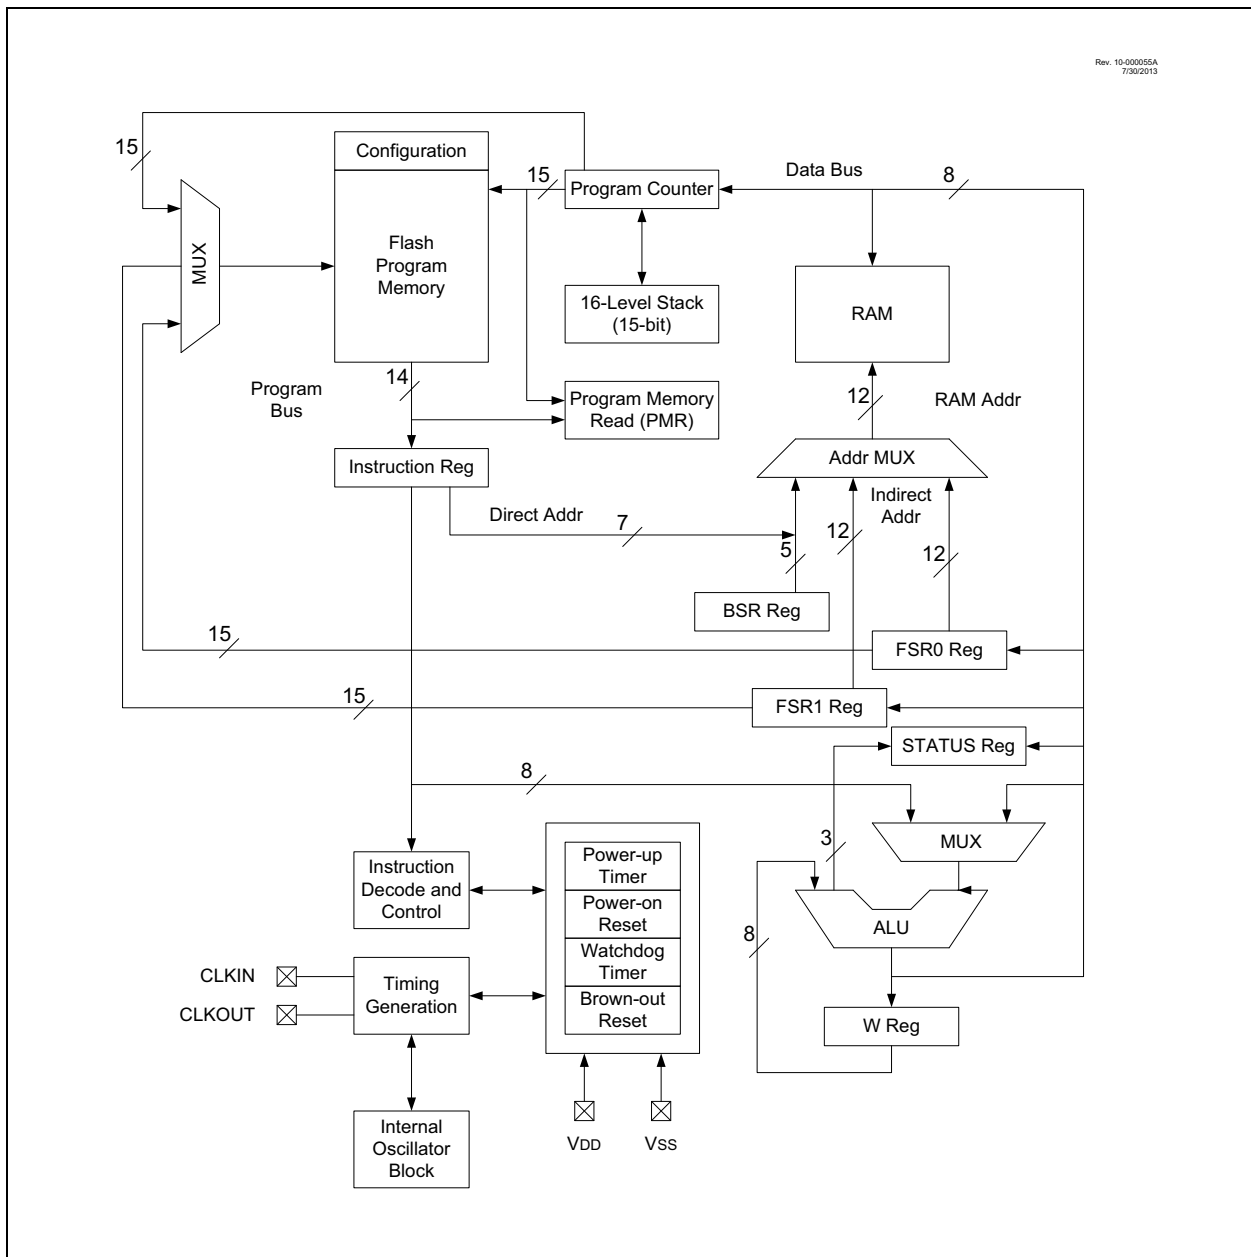 Rev. 10-000055A
7/30/2013
15
Configuration
15
Program Counter
Data Bus
8
MUX
Flash
Program
Memory
16-Level Stack
(15-bit)
RAM
Program
Bus
14
Program Memory
Read (PMR)
12
RAM Addr
Instruction Reg
Addr MUX
Direct Addr
7
Indirect
Addr
5
12
12
BSR Reg
15
FSR0 Reg
15
FSR1 Reg
STATUS Reg
8
3
MUX
Power-up
Timer
Instruction
Decode and
Control
Power-on
Reset
8
ALU
Watchdog
Timer
CLKIN
CLKOUT
Timing
Generation
Brown-out
Reset
W Reg
Internal
Oscillator
Block
VDD
VSS